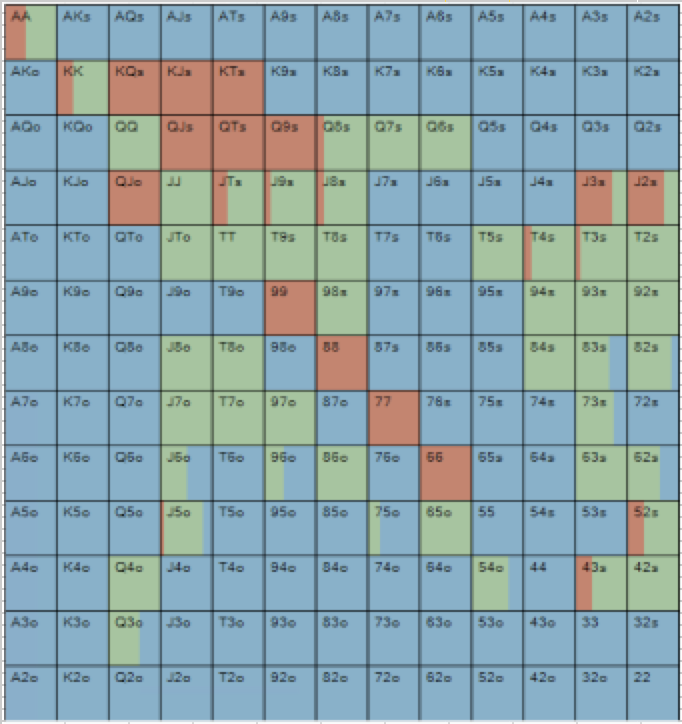 AA AKs AQs AJs ATs A9s A8s A7s A6s A5s A4s A3s A2s
AKo KK KQs KJs KTs K9s K8s K7s K6s K5s K4s K3s K2s
AQo KQo QQ QJs QTs Q9s Q8s Q7s Q6s Q5s Q4s Q3s Q2s
AJo KJo QJo JJ JTs J9s J8s J7s J6s J5s J4s J3s J2s
ATo KTo QTo JTo TT T9s T8s T7s T6s T5s T4s T3s T2s
A9o K9o Q9o J9o T9o 99 98s 97s 96s 95s 94s 93s 92s
A8o K8o Q8o J8o T8o 98o 88 87s 86s 85s 84s 83s 82s
A7o K7o Q7o J7o T7o 97o 87o 77 76s 75s 74s 73s 72s
A6o K6o Q6o J6o T6o 96o 86o 76o 66 65s 64s 63s 62s
A5o K5o Q5o J5o T5o 95o 85o 75o 65o 55 54s 53s 52s
A4o K4o Q4o J4o T4o 94o 84o 74o 64o 54o 44 43s 42s
A3o K3o Q3o J3o T3o 93o 83o 73o 63o 53o 43o 33 32s
A2o K2o Q2o J2o T2o 92o 82o 72o 62o 52o 42o 32o 22